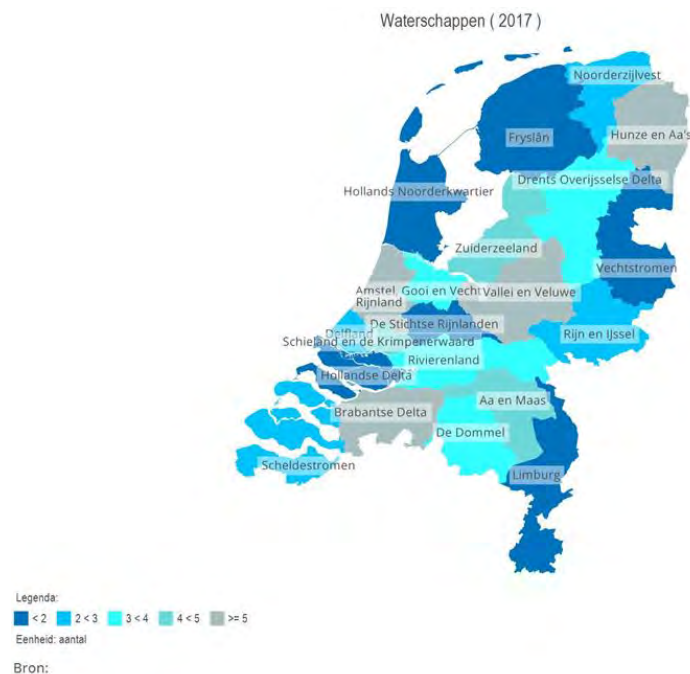 Waterschappen ( 2017 )
Noorderzijlvest
Hunze en Aa's
Fryslân
Drents Overijsselse Delta
Hollands Noorderkwartier
Zuiderzeeland
Vechtstromen
Amstel, Gooi en Vecht
Vallei en Veluwe
Rijnland
De Stichtse Rijnlanden
Delfland
Rijn en IJssel
Schieland en de Krimpenerwaard
Rivierenland
Hollandse Delta
Aa en Maas
Brabantse Delta
De Dommel
Scheldestromen
Limburg
Legenda:
< 2 2 < 3 3 < 4 4 < 5 >= 5
Eenheid: aantal
Bron: